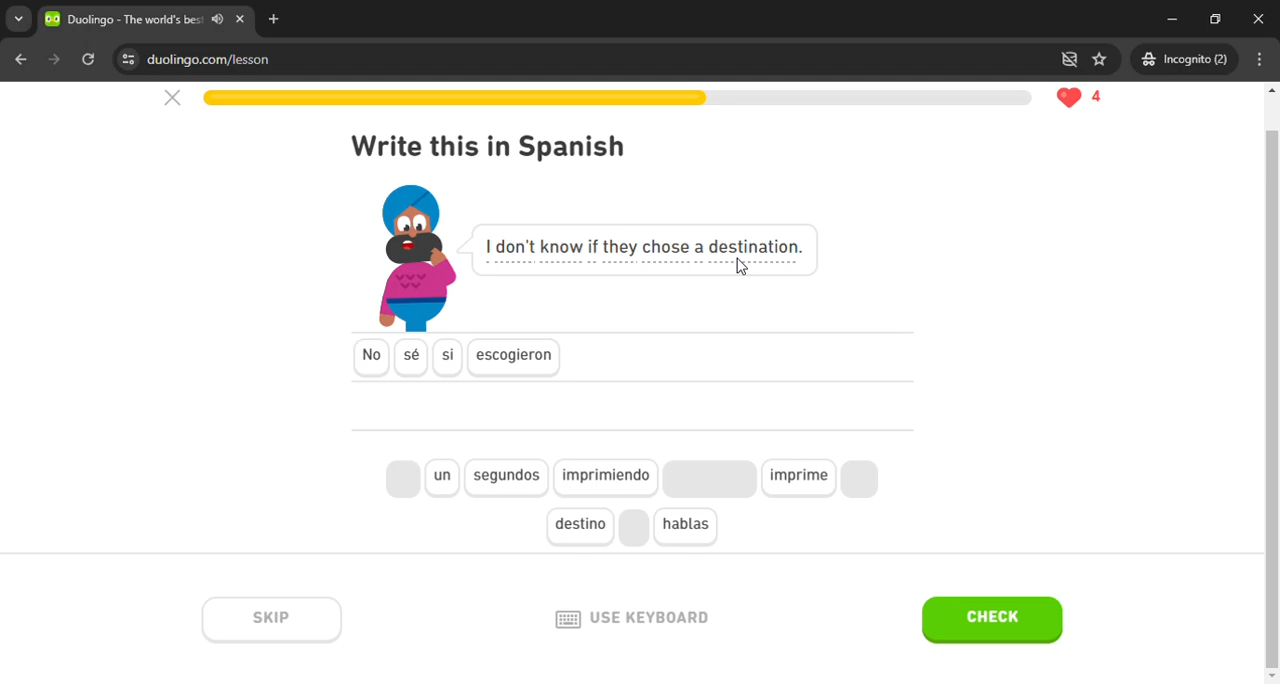 Duolingo - The world's bes
duolingo.com/lesson
Incognito (2)
4
Write this in Spanish
I don't know if they chose a destination.
No sé si escogieron
un segundos imprimiendo imprime
destino hablas
SKIP USE KEYBOARD CHECK